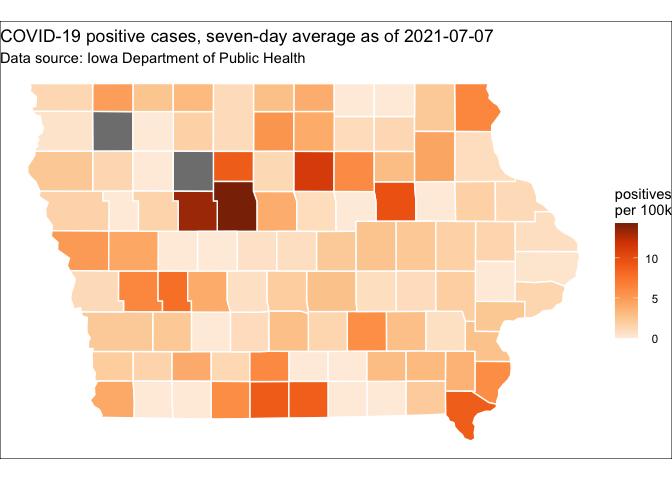 COVID-19 positive cases, seven-day average as of 2021-07-07
Data source: Iowa Department of Public Health
positives
per 100k
10
5
0